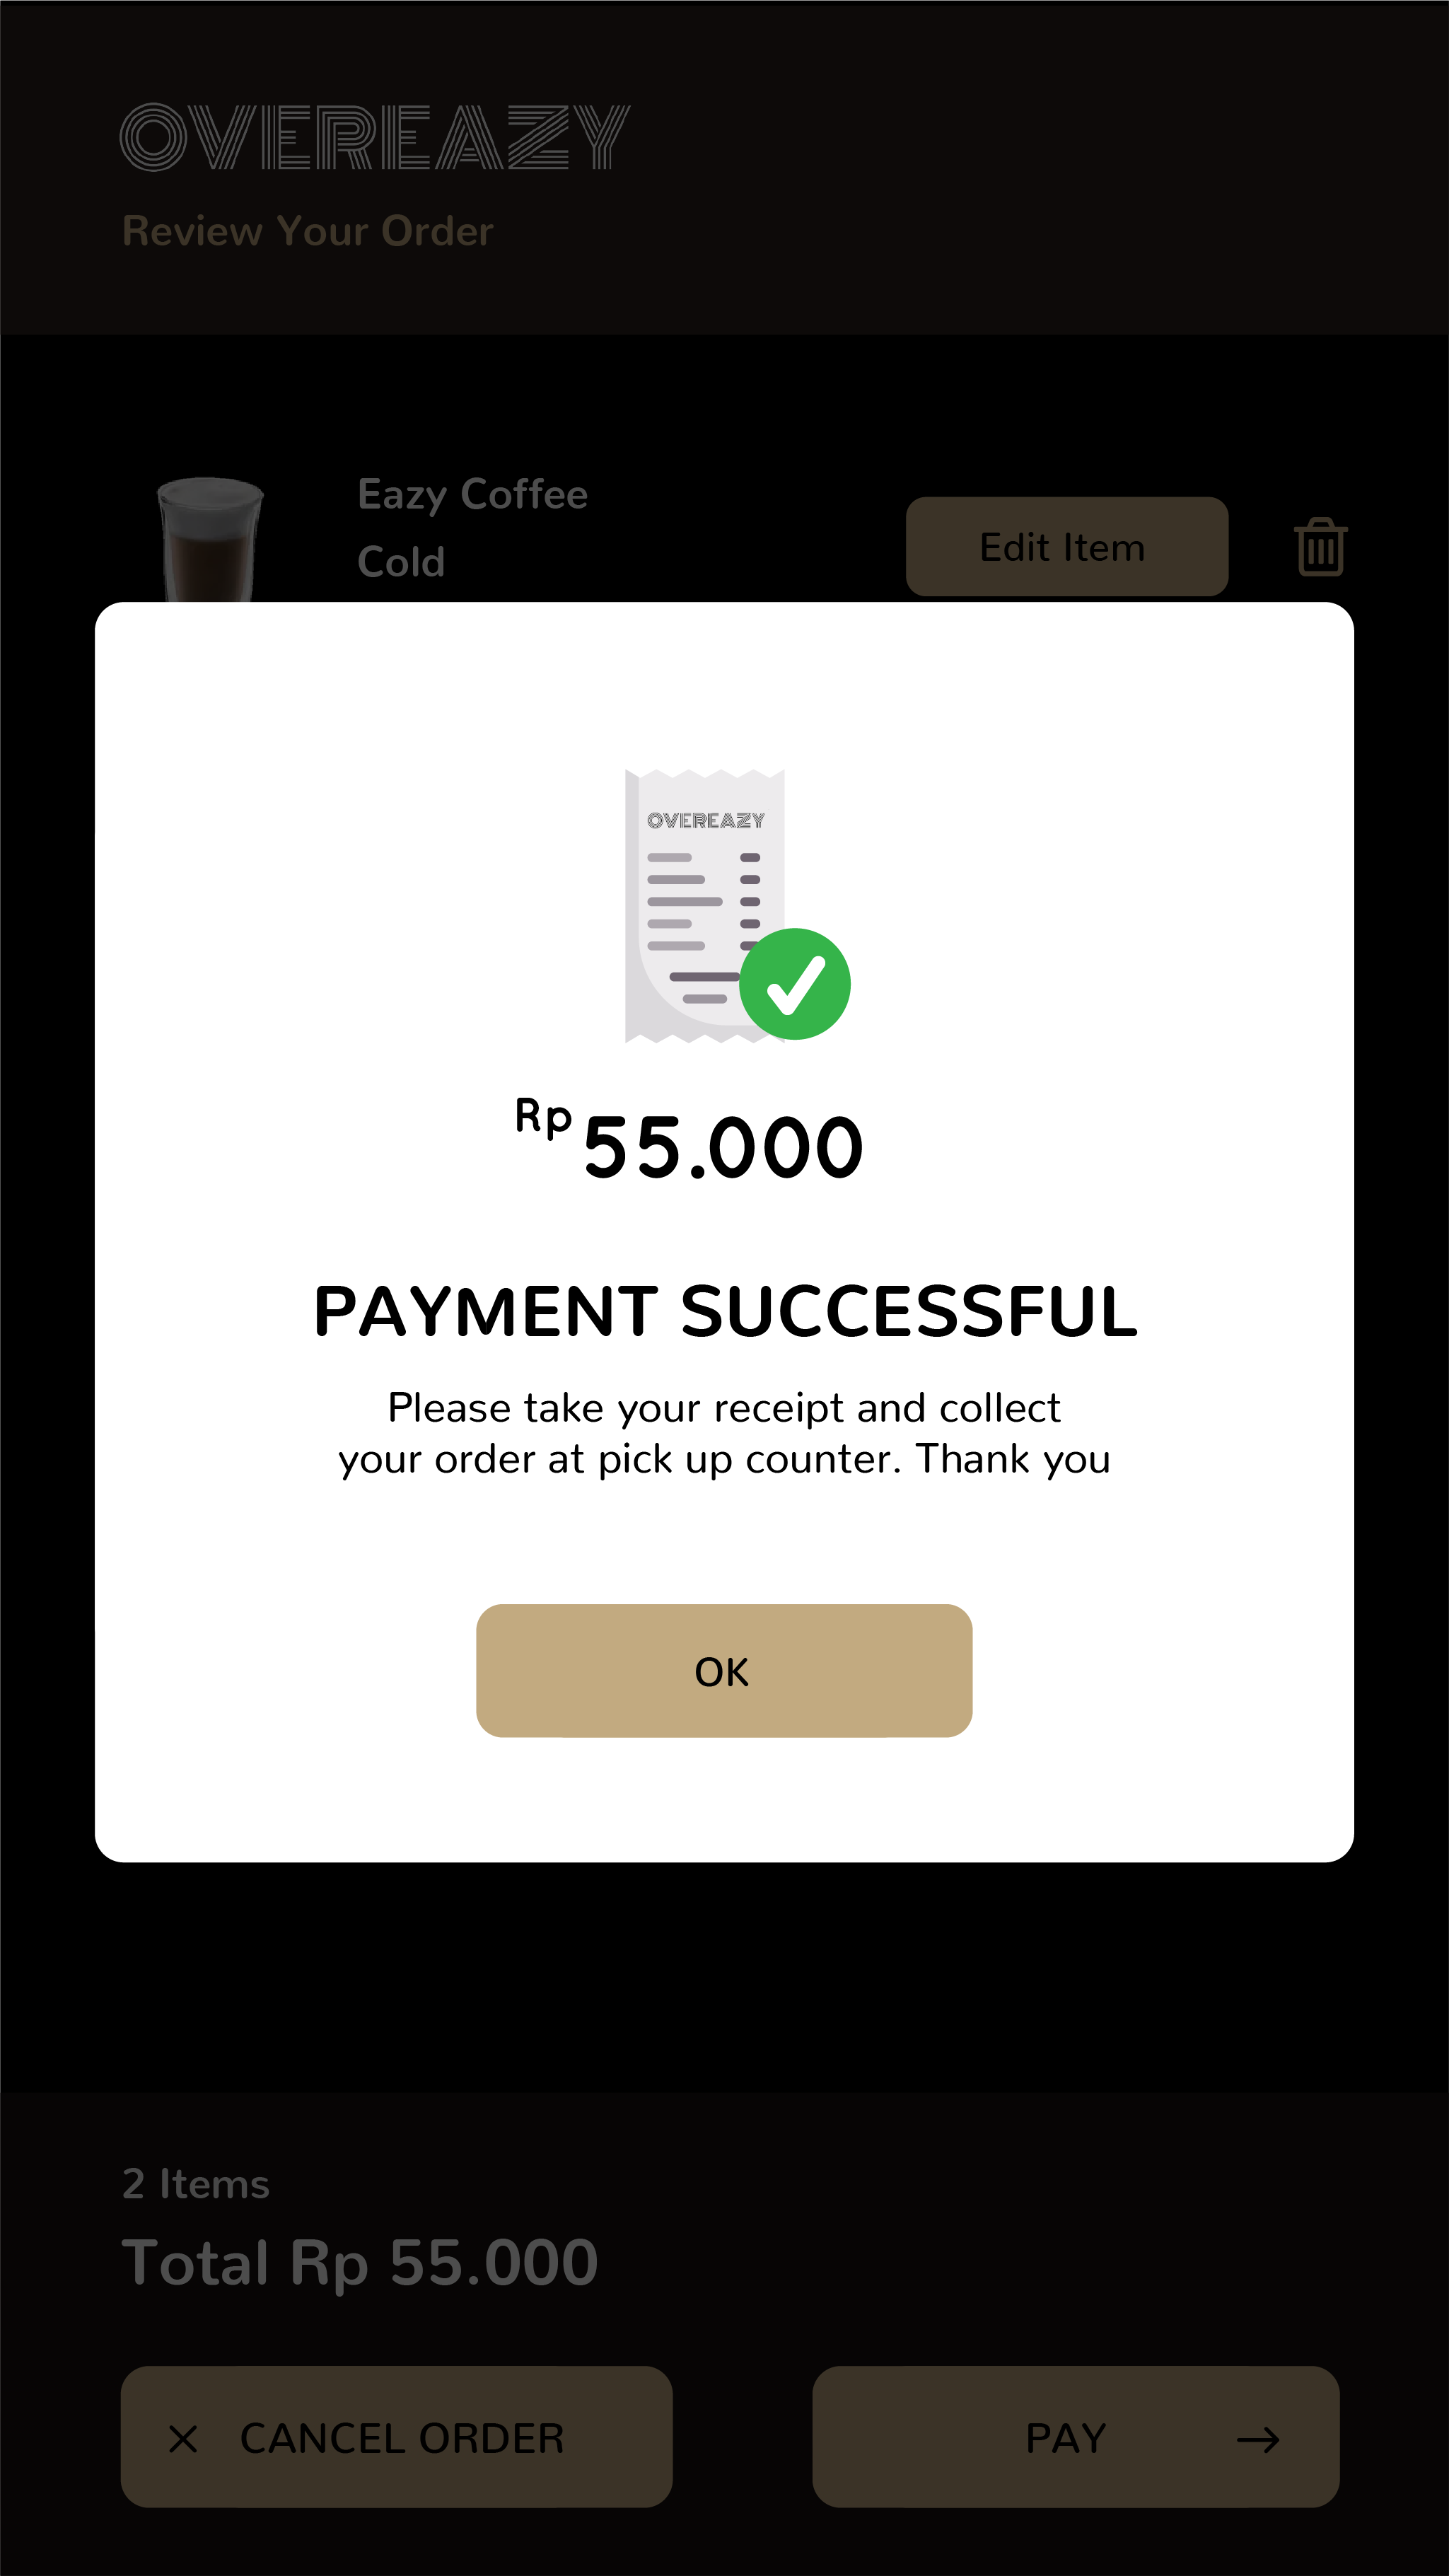 OVEREAZY
Review Your Order
Eazy Coffee
Cold
Edit Item
OVEREAZY
Rp 55.000
PAYMENT SUCCESSFUL
Please take your receipt and collect
your order at pick up counter. Thank you
OK
2 Items
Total Rp 55.000
CANCEL ORDER
PAY